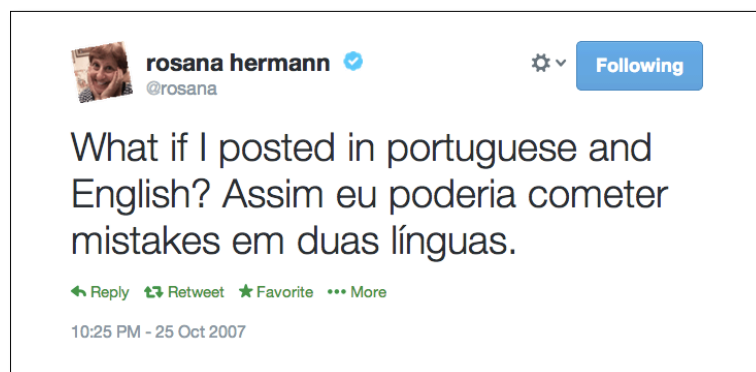 rosana hermann
@rosana
Following
What if I posted in portuguese and
English? Assim eu poderia cometer
mistakes em duas línguas.
Reply Retweet Favorite More
10:25 PM - 25 Oct 2007